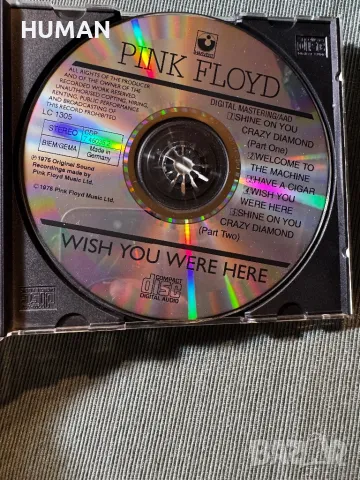 HUMAN
PINK FLOYD
HARVEST
ALL RIGHTS OF THE PRODUCER
AND OF THE OWNER OF THE
RECORDED WORK RESERVED.
UNAUTHORISED COPYING, HIRING,
RENTING, PUBLIC PERFORMANCE
AND BROADCASTING OF
THIS RECORD PROHIBITED
LC 1305
STEREO
BIEM/GEMA
Made in
Germany
℗ 1975 Original Sound
Recordings made by
Pink Floyd Music Ltd.
© 1975 Pink Floyd Music Ltd.
DIGITAL MASTERING/AAD
1 SHINE ON YOU
CRAZY DIAMOND
(Part One)
2 WELCOME TO
THE MACHINE
3 HAVE A CIGAR
4 WISH YOU
WERE HERE
5 SHINE ON YOU
CRAZY DIAMOND
(Part Two)
WISH YOU WERE HERE
COMPACT
disc
DIGITAL AUDIO
BAZAR